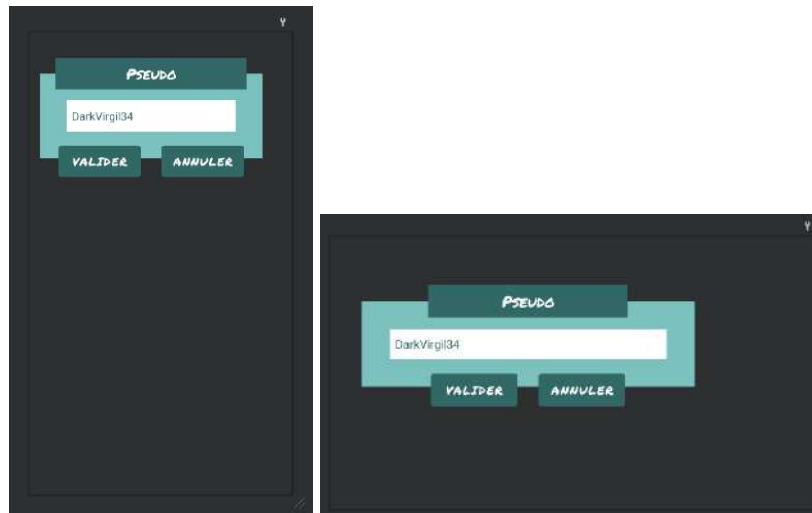 Pseudo
DarkVirgil34
VALIDER ANNULER
Pseudo
DarkVirgil34
VALIDER ANNULER